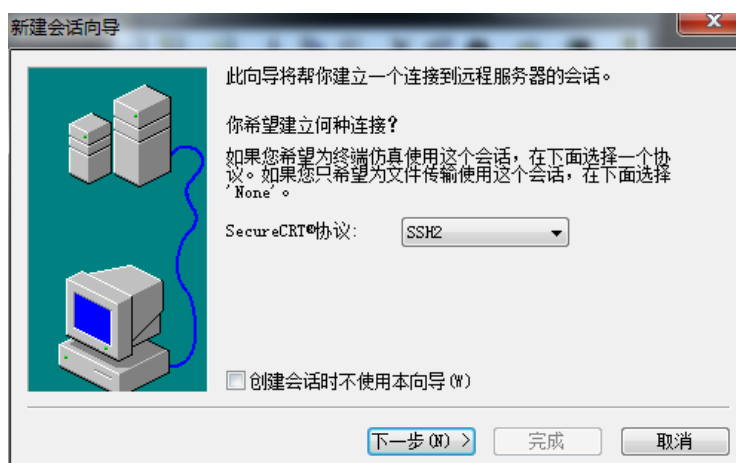 新建会话向导
此向导将帮你建立一个连接到远程服务器的会话。
你希望建立何种连接?
如果您希望为终端仿真使用这个会话，在下面选择一个协
议。如果您只希望为文件传输使用这个会话，在下面选择
'None'。
SecureCRT®协议: SSH2
创建会话时不使用本向导(W)
下一步(N) > 完成 取消